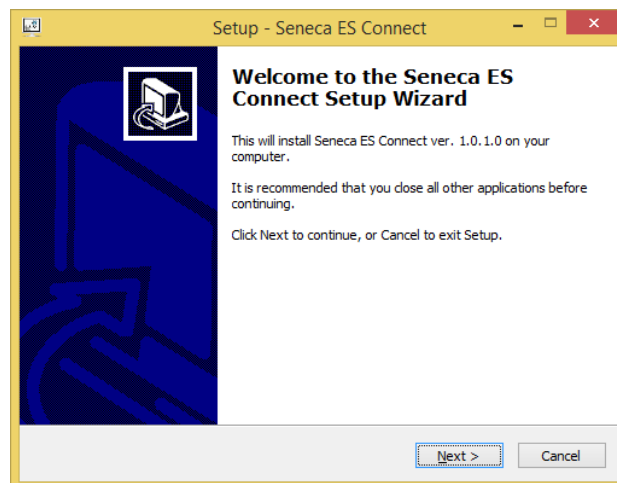 Setup - Seneca ES Connect
Welcome to the Seneca ES
Connect Setup Wizard
This will install Seneca ES Connect ver. 1.0.1.0 on your
computer.
It is recommended that you close all other applications before
continuing.
Click Next to continue, or Cancel to exit Setup.
Next >
Cancel